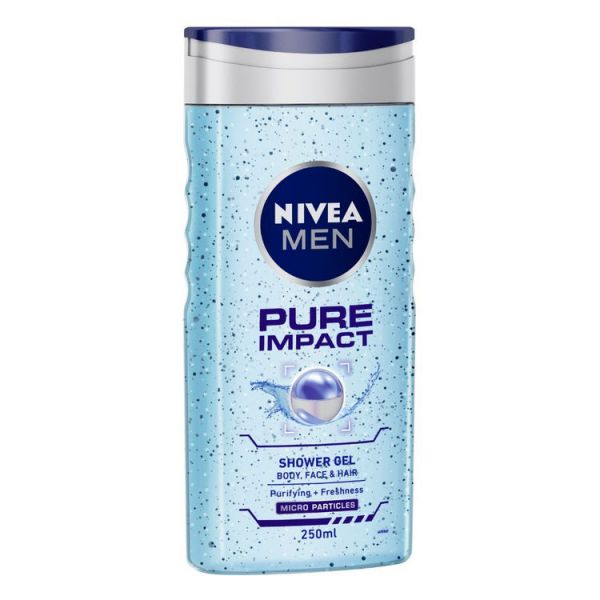 NIVEA
MEN
PURE
IMPACT
SHOWER GEL
BODY, FACE & HAIR
Purifying + Freshness
MICRO PARTICLES
250ml